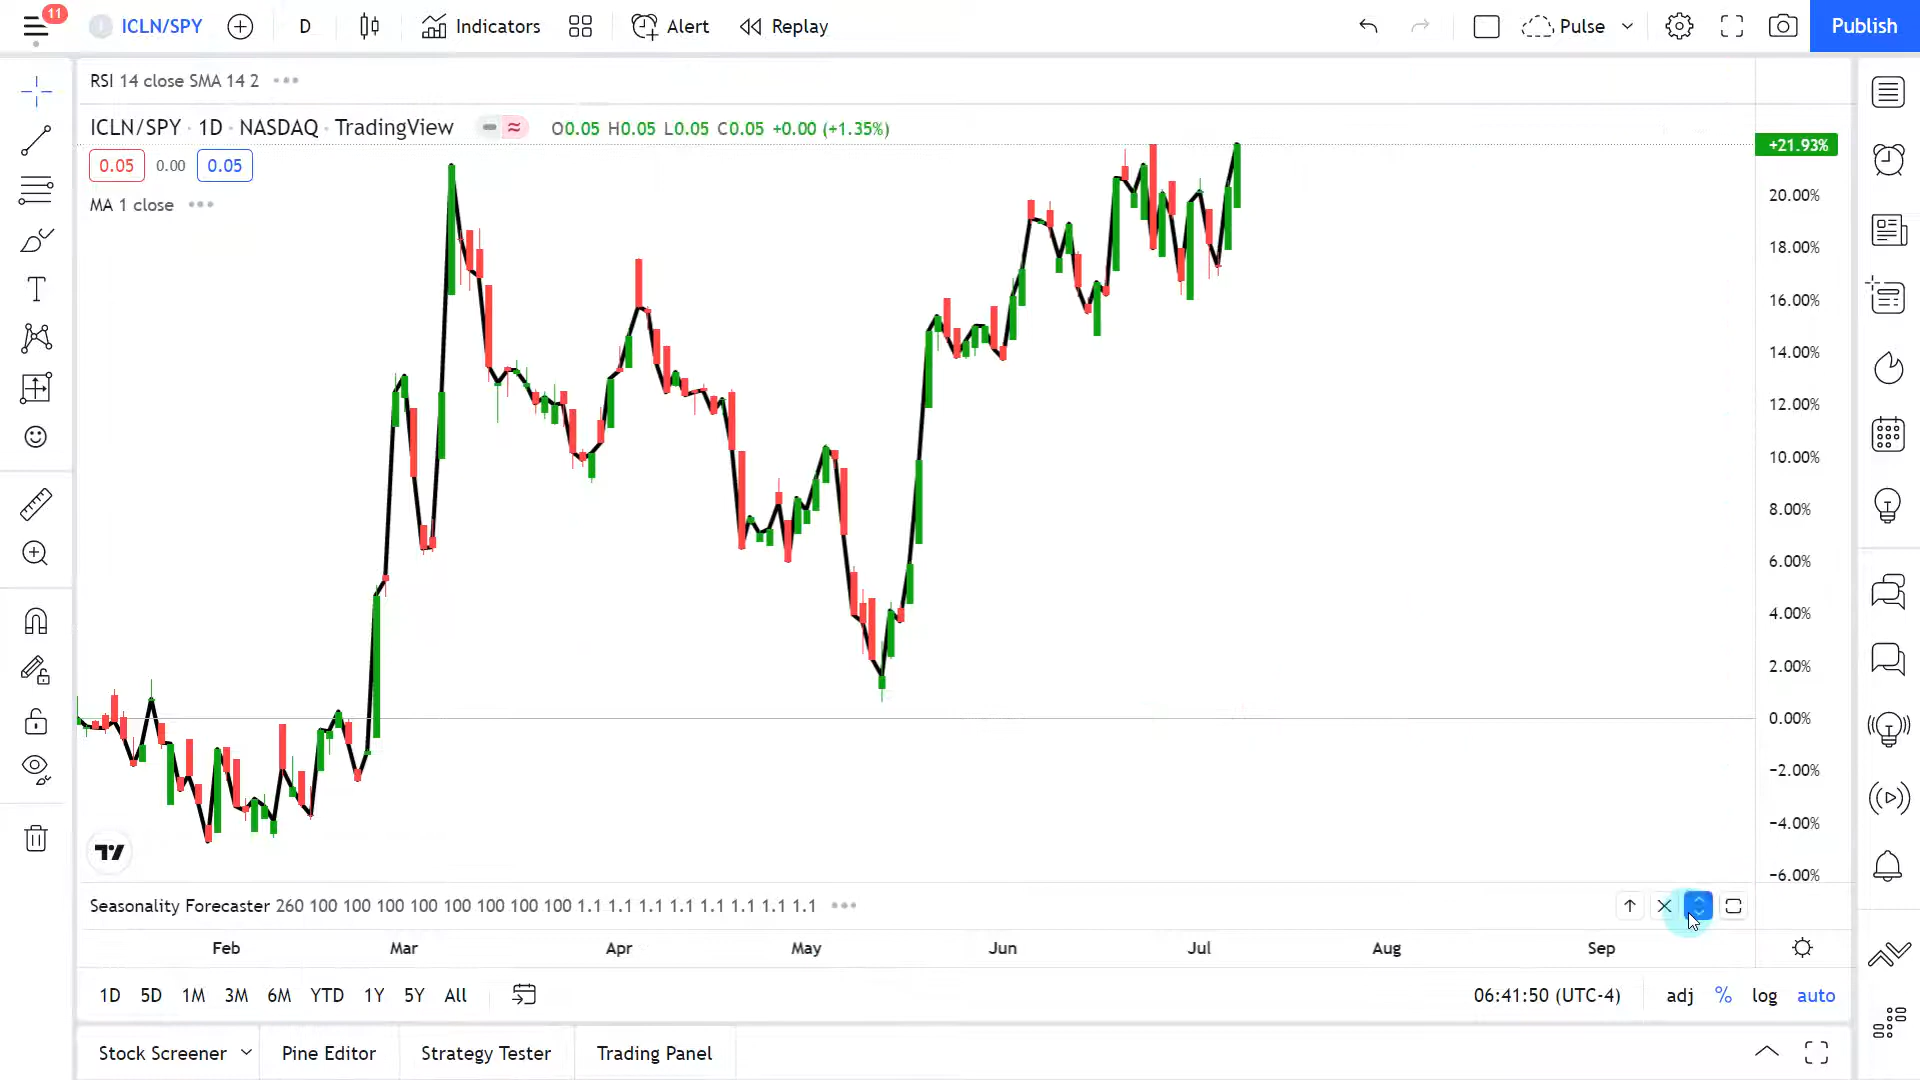 11
ICLN/SPY
D
Indicators
Alert
Replay
Pulse
Publish
RSI 14 close SMA 14 2
ICLN/SPY · 1D · NASDAQ · TradingView
O0.05 H0.05 L0.05 C0.05 +0.00 (+1.35%)
0.05 0.00 0.05
MA 1 close
+21.93%
20.00%
18.00%
16.00%
14.00%
12.00%
10.00%
8.00%
6.00%
4.00%
2.00%
0.00%
−2.00%
−4.00%
−6.00%
Seasonality Forecaster 260 100 100 100 100 100 100 100 100 1.1 1.1 1.1 1.1 1.1 1.1 1.1 1.1
Feb Mar Apr May Jun Jul Aug Sep
1D 5D 1M 3M 6M YTD 1Y 5Y All
06:41:50 (UTC-4) adj % log auto
Stock Screener Pine Editor Strategy Tester Trading Panel